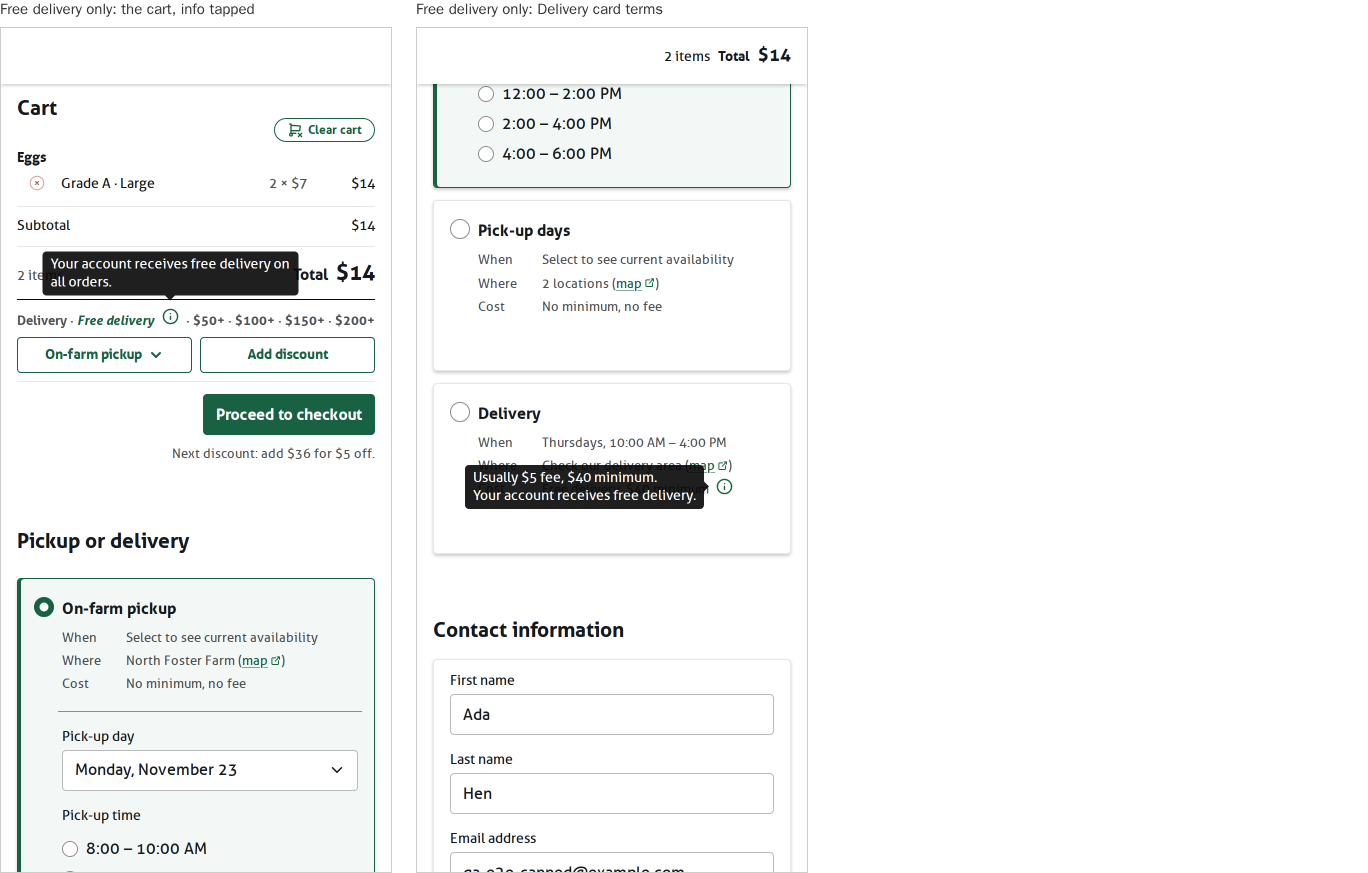 Free delivery only: the cart, info tapped
Cart
Clear cart
Eggs
Grade A · Large 2 × $7 $14
Subtotal $14
Your account receives free delivery on
all orders.
2 Total $14
Delivery · Free delivery · $50+ · $100+ · $150+ · $200+
On-farm pickup
Add discount
Proceed to checkout
Next discount: add $36 for $5 off.
Pickup or delivery
On-farm pickup
When Select to see current availability
Where North Foster Farm (map)
Cost No minimum, no fee
Pick-up day
Monday, November 23
Pick-up time
8:00 – 10:00 AM
Free delivery only: Delivery card terms
2 items Total $14
12:00 – 2:00 PM
2:00 – 4:00 PM
4:00 – 6:00 PM
Pick-up days
When Select to see current availability
Where 2 locations (map)
Cost No minimum, no fee
Delivery
When Thursdays, 10:00 AM – 4:00 PM
Where Check our delivery area (map)
Usually $5 fee, $40 minimum.
Your account receives free delivery.
Contact information
First name
Ada
Last name
Hen
Email address